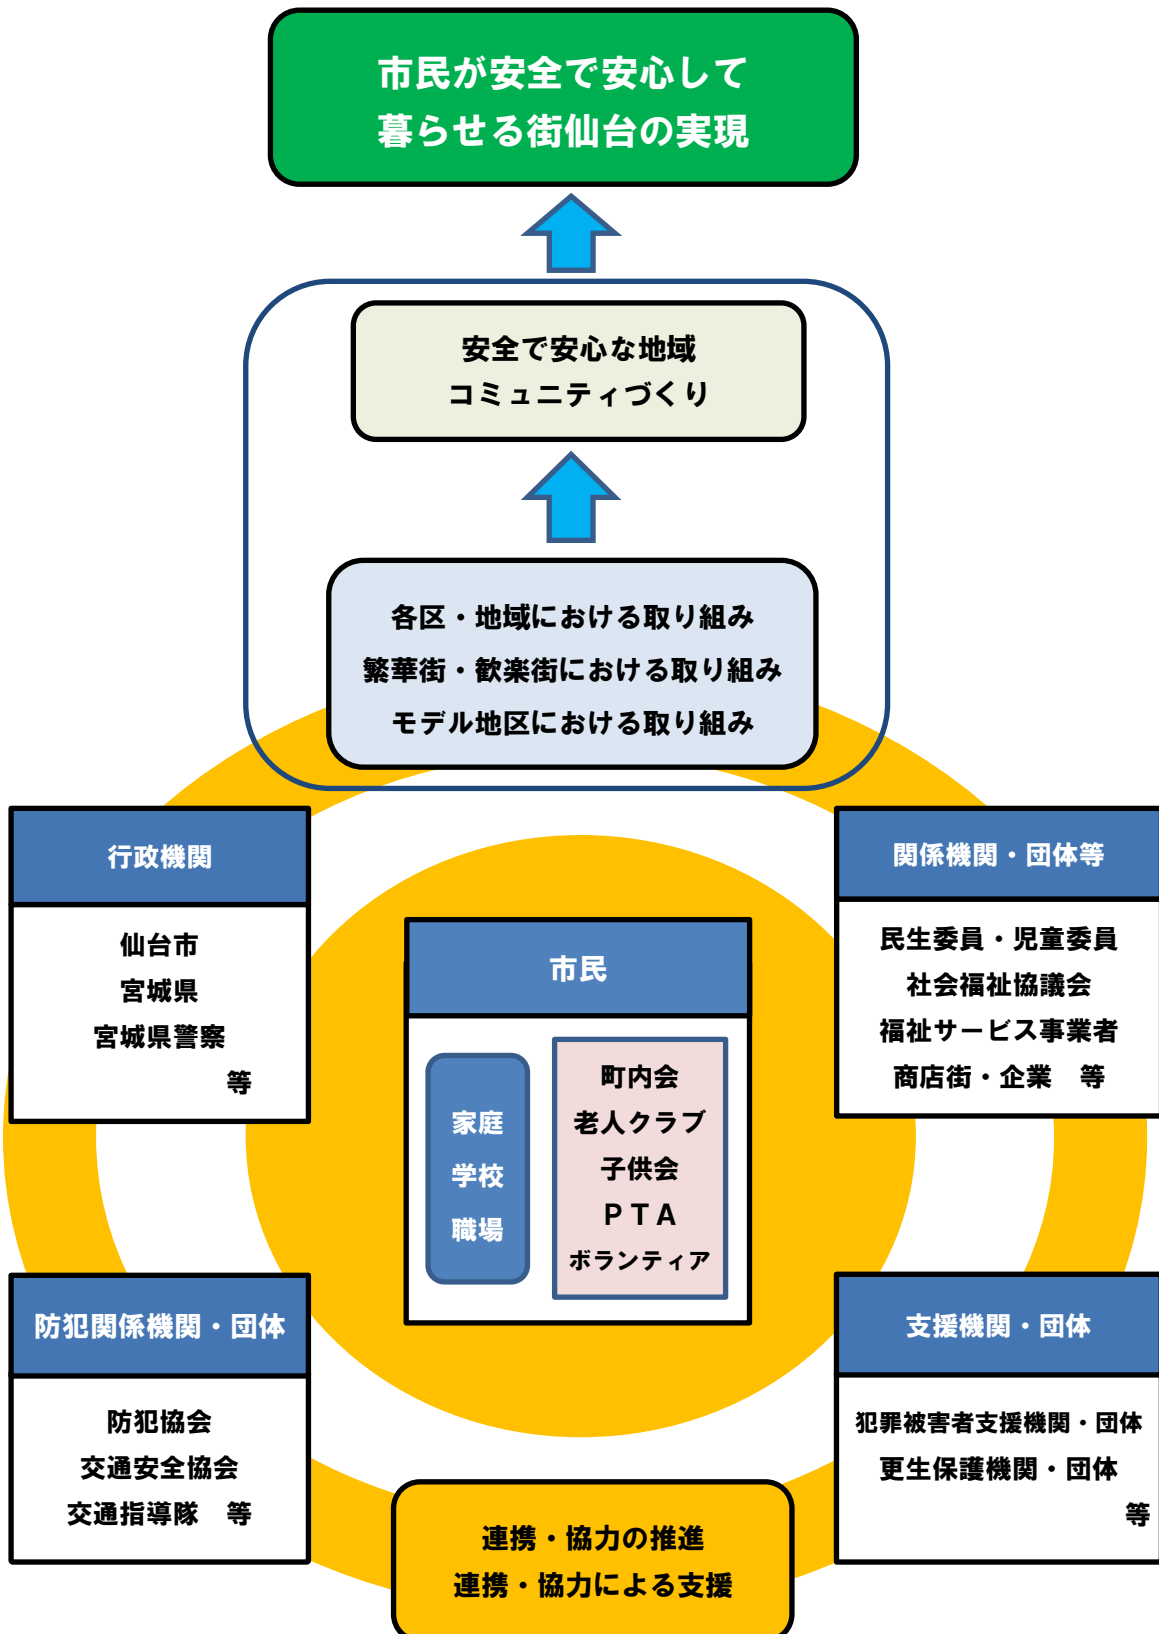 市民が安全で安心して
暮らせる街仙台の実現
安全で安心な地域
コミュニティづくり
各区・地域における取り組み
繁華街・歓楽街における取り組み
モデル地区における取り組み
行政機関
仙台市
宮城県
宮城県警察
等
関係機関・団体等
民生委員・児童委員
社会福祉協議会
福祉サービス事業者
商店街・企業　等
市民
家庭
学校
職場
町内会
老人クラブ
子供会
ＰＴＡ
ボランティア
防犯関係機関・団体
防犯協会
交通安全協会
交通指導隊　等
支援機関・団体
犯罪被害者支援機関・団体
更生保護機関・団体
等
連携・協力の推進
連携・協力による支援